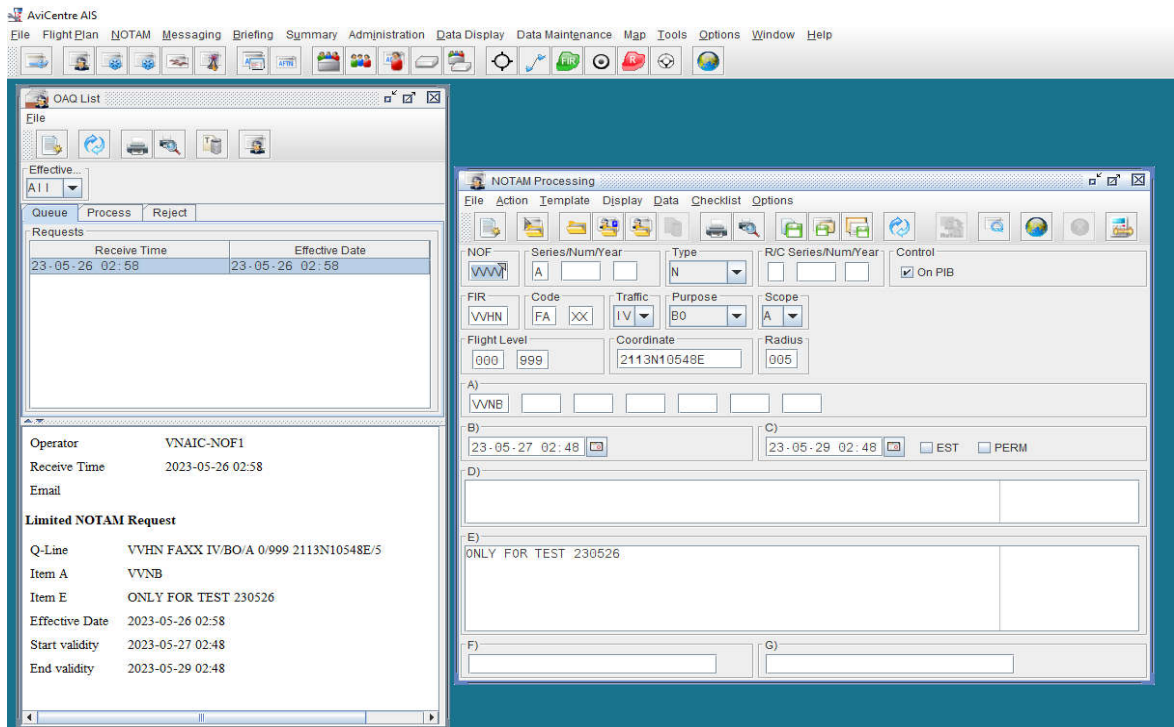 AviCentre AIS
File Flight Plan NOTAM Messaging Briefing Summary Administration Data Display Data Maintenance Map Tools Options Window Help
AFTN FIR R
OAQ List
File
Effective...
All
Queue Process Reject
Requests
Receive Time Effective Date
23-05-26 02:58 23-05-26 02:58
Operator VNAIC-NOF1
Receive Time 2023-05-26 02:58
Email
Limited NOTAM Request
Q-Line VVHN FAXX IV/BO/A 0/999 2113N10548E/5
Item A VVNB
Item E ONLY FOR TEST 230526
Effective Date 2023-05-26 02:58
Start validity 2023-05-27 02:48
End validity 2023-05-29 02:48
NOTAM Processing
File Action Template Display Data Checklist Options
NOF Series/Num/Year Type R/C Series/Num/Year Control
A N On PIB
FIR Code Traffic Purpose Scope
VVHN FA XX IV BO A
Flight Level Coordinate Radius
000 999 2113N10548E 005
A)
VVNB
B) C)
23-05-27 02:48 23-05-29 02:48 EST PERM
D)
E)
ONLY FOR TEST 230526
F) G)